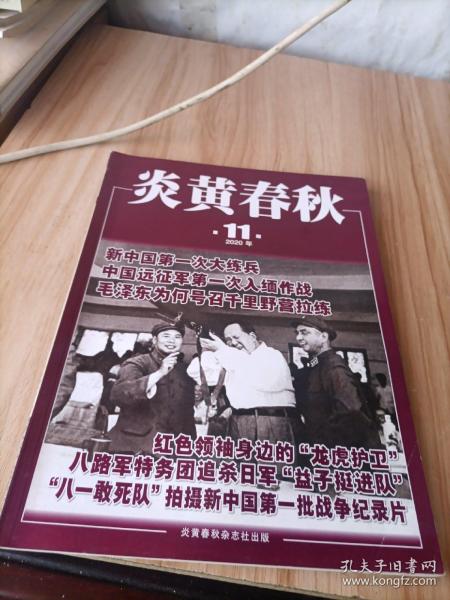 炎黄春秋
■ 11 ■
2020 年
新中国第一次大练兵
中国远征军第一次入缅作战
毛泽东为何号召千里野营拉练
红色领袖身边的“龙虎护卫”
八路军特务团追杀日军“益子挺进队”
“八一敢死队”拍摄新中国第一批战争纪录片
炎黄春秋杂志社出版
孔夫子旧书网
www.kongfz.com